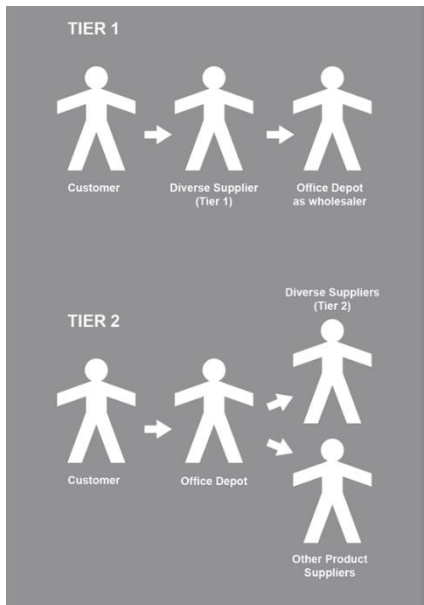 TIER 1
Customer
Diverse Supplier
(Tier 1)
Office Depot
as wholesaler
TIER 2
Diverse Suppliers
(Tier 2)
Customer
Office Depot
Other Product
Suppliers